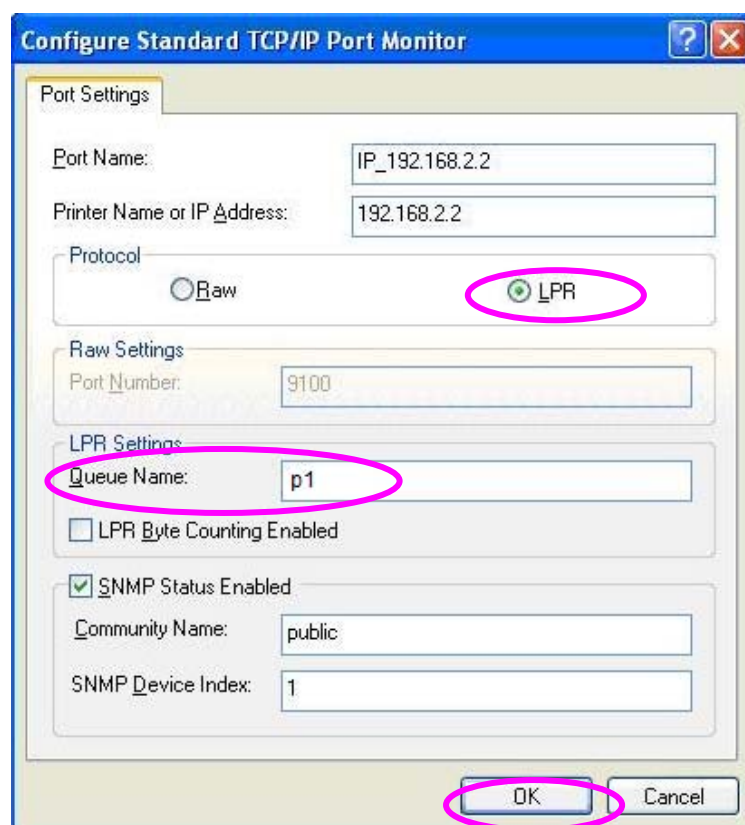 Configure Standard TCP/IP Port Monitor
Port Settings
Port Name: IP_192.168.2.2
Printer Name or IP Address: 192.168.2.2
Protocol
Raw LPR
Raw Settings
Port Number: 9100
LPR Settings
Queue Name: p1
LPR Byte Counting Enabled
SNMP Status Enabled
Community Name: public
SNMP Device Index: 1
OK Cancel